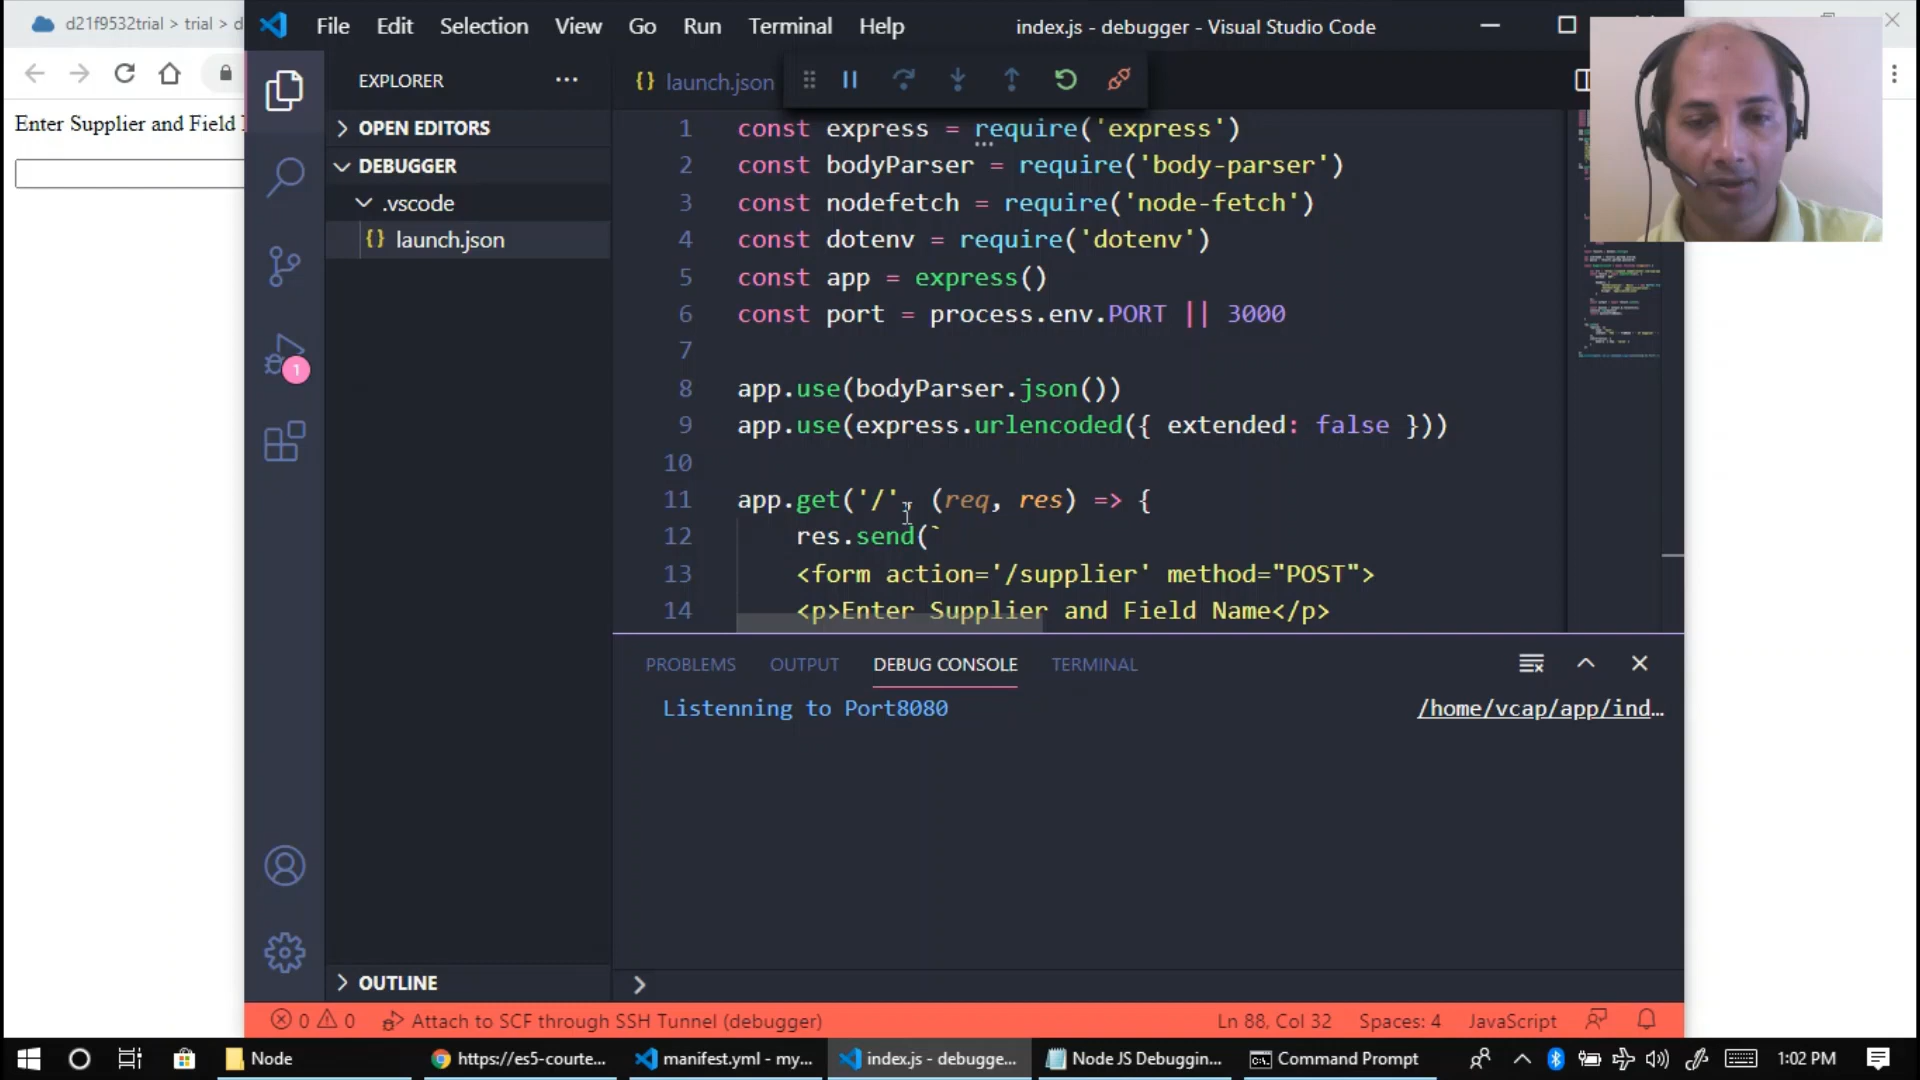 d21f9532trial > trial > d
Enter Supplier and Field
File Edit Selection View Go Run Terminal Help
index.js - debugger - Visual Studio Code
EXPLORER
OPEN EDITORS
DEBUGGER
.vscode
{} launch.json
OUTLINE
1
{} launch.json
1 const express = require('express')
2 const bodyParser = require('body-parser')
3 const nodefetch = require('node-fetch')
4 const dotenv = require('dotenv')
5 const app = express()
6 const port = process.env.PORT || 3000
7
8 app.use(bodyParser.json())
9 app.use(express.urlencoded({ extended: false }))
10
11 app.get('/', (req, res) => {
12 res.send(`
13 <form action='/supplier' method="POST">
14 <p>Enter Supplier and Field Name</p>
PROBLEMS OUTPUT DEBUG CONSOLE TERMINAL
Listenning to Port8080 /home/vcap/app/ind...
0 0 Attach to SCF through SSH Tunnel (debugger) Ln 88, Col 32 Spaces: 4 JavaScript
Node https://es5-courte... manifest.yml - my... index.js - debugge... Node JS Debuggin... Command Prompt 1:02 PM